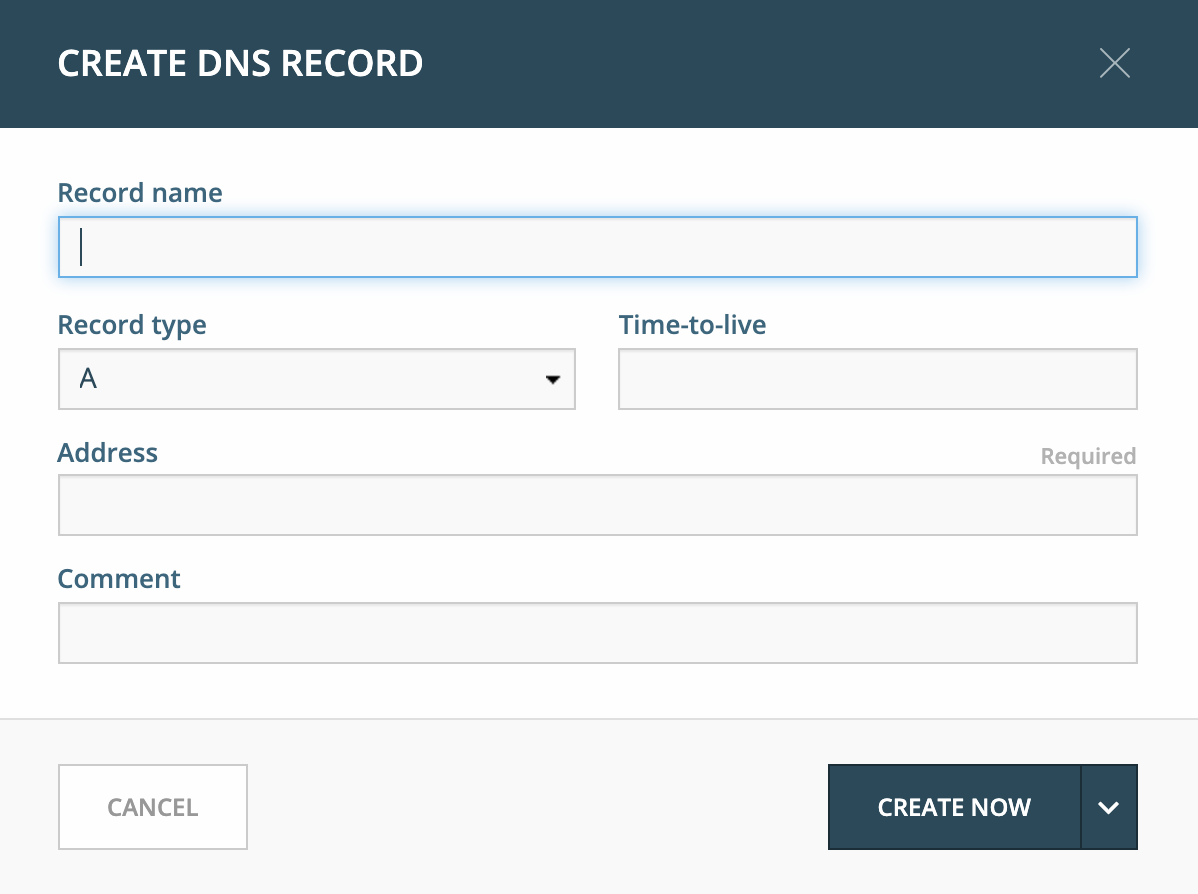 CREATE DNS RECORD
Record name
Record type
Time-to-live
A
Address
Required
Comment
CANCEL
CREATE NOW